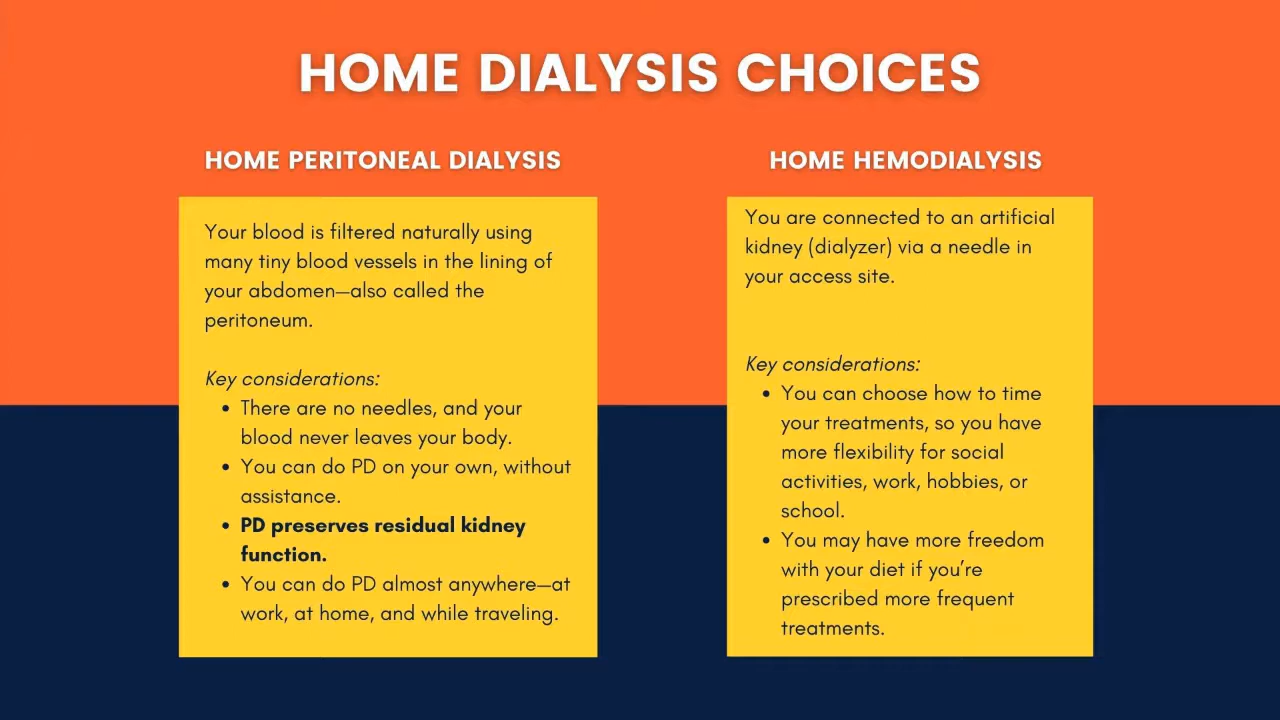 HOME DIALYSIS CHOICES
HOME PERITONEAL DIALYSIS
Your blood is filtered naturally using
many tiny blood vessels in the lining of
your abdomen—also called the
peritoneum.
Key considerations:
• There are no needles, and your
blood never leaves your body.
• You can do PD on your own, without
assistance.
• PD preserves residual kidney
function.
• You can do PD almost anywhere—at
work, at home, and while traveling.
HOME HEMODIALYSIS
You are connected to an artificial
kidney (dialyzer) via a needle in
your access site.
Key considerations:
• You can choose how to time
your treatments, so you have
more flexibility for social
activities, work, hobbies, or
school.
• You may have more freedom
with your diet if you’re
prescribed more frequent
treatments.